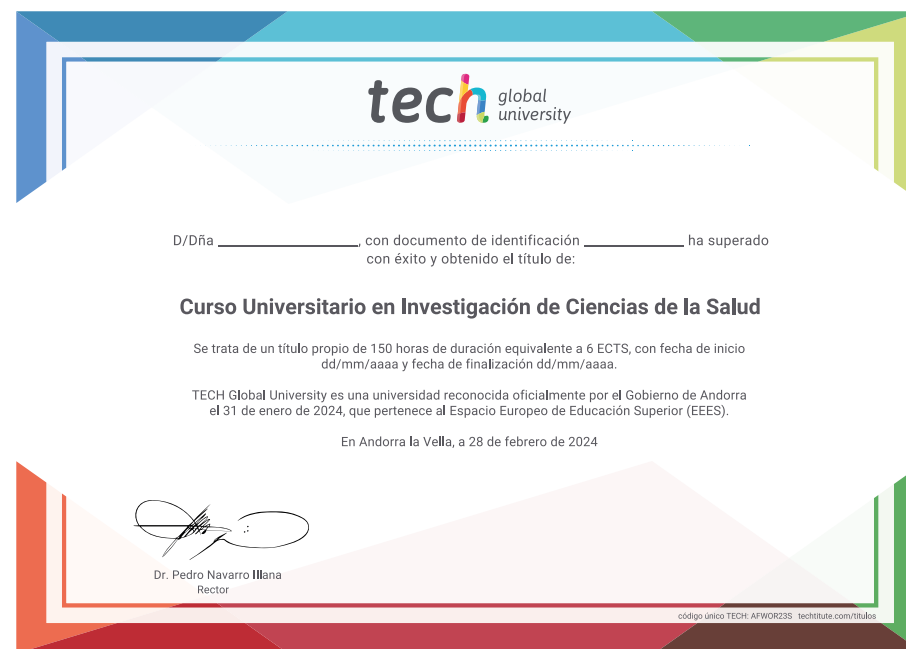 tech global
university
D/Dña ____________________, con documento de identificación ______________ ha superado
con éxito y obtenido el título de:
Curso Universitario en Investigación de Ciencias de la Salud
Se trata de un título propio de 150 horas de duración equivalente a 6 ECTS, con fecha de inicio
dd/mm/aaaa y fecha de finalización dd/mm/aaaa.
TECH Global University es una universidad reconocida oficialmente por el Gobierno de Andorra
el 31 de enero de 2024, que pertenece al Espacio Europeo de Educación Superior (EEES).
En Andorra la Vella, a 28 de febrero de 2024
Dr. Pedro Navarro Illana
Rector
código único TECH: AFWOR23S techtitute.com/titulos